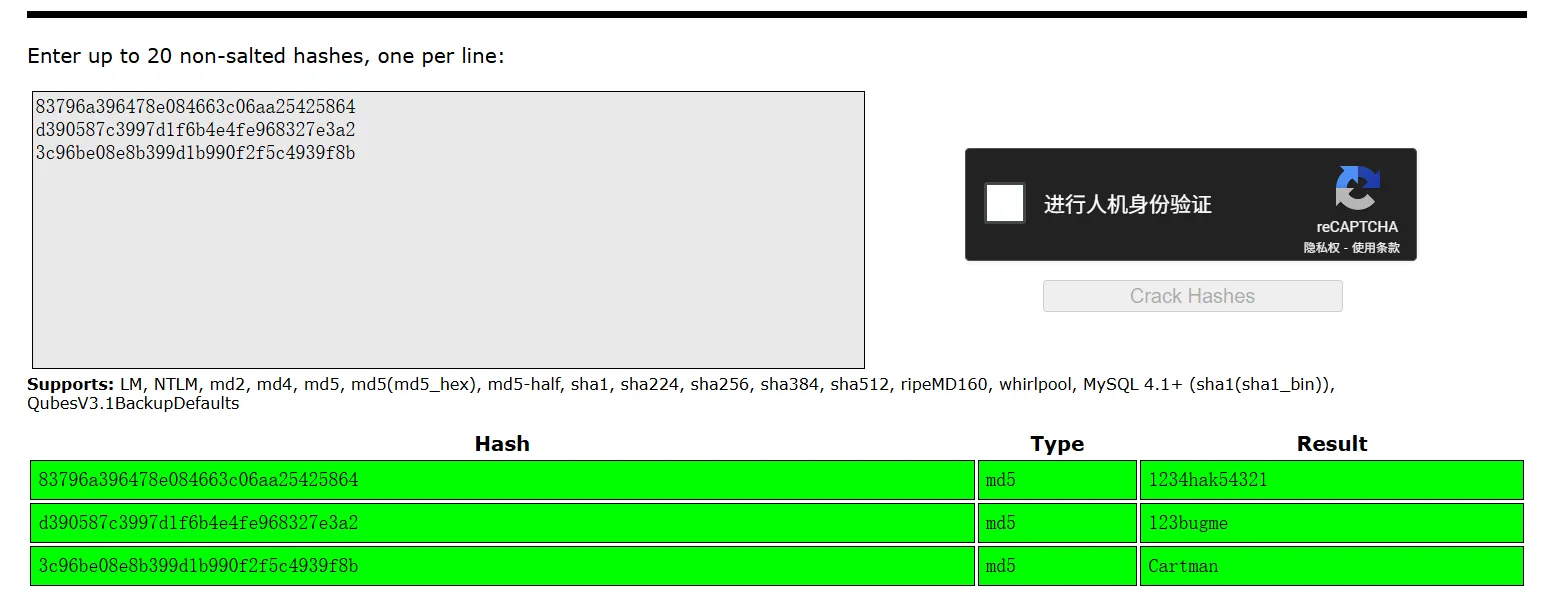 Enter up to 20 non-salted hashes, one per line:
83796a396478e084663c06aa25425864
d390587c3997d1f6b4e4fe968327e3a2
3c96be08e8b399d1b990f2f5c4939f8b
进行人机身份验证
reCAPTCHA
隐私权 - 使用条款
Crack Hashes
Supports: LM, NTLM, md2, md4, md5, md5(md5_hex), md5-half, sha1, sha224, sha256, sha384, sha512, ripeMD160, whirlpool, MySQL 4.1+ (sha1(sha1_bin)),
QubesV3.1BackupDefaults
Hash Type Result
83796a396478e084663c06aa25425864 md5 1234hak54321
d390587c3997d1f6b4e4fe968327e3a2 md5 123bugme
3c96be08e8b399d1b990f2f5c4939f8b md5 Cartman